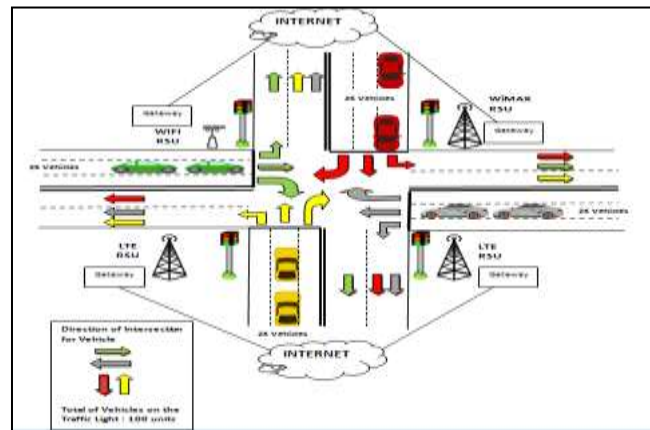 INTERNET
25 Vehicles
WiMAX
RSU
Gateway
Gateway
WIFI
RSU
25 Vehicles
25 Vehicles
LTE
RSU
Gateway
LTE
RSU
Gateway
25 Vehicles
INTERNET
Direction of Intersection
for Vehicle
Total of Vehicles on the
Traffic Light : 100 units